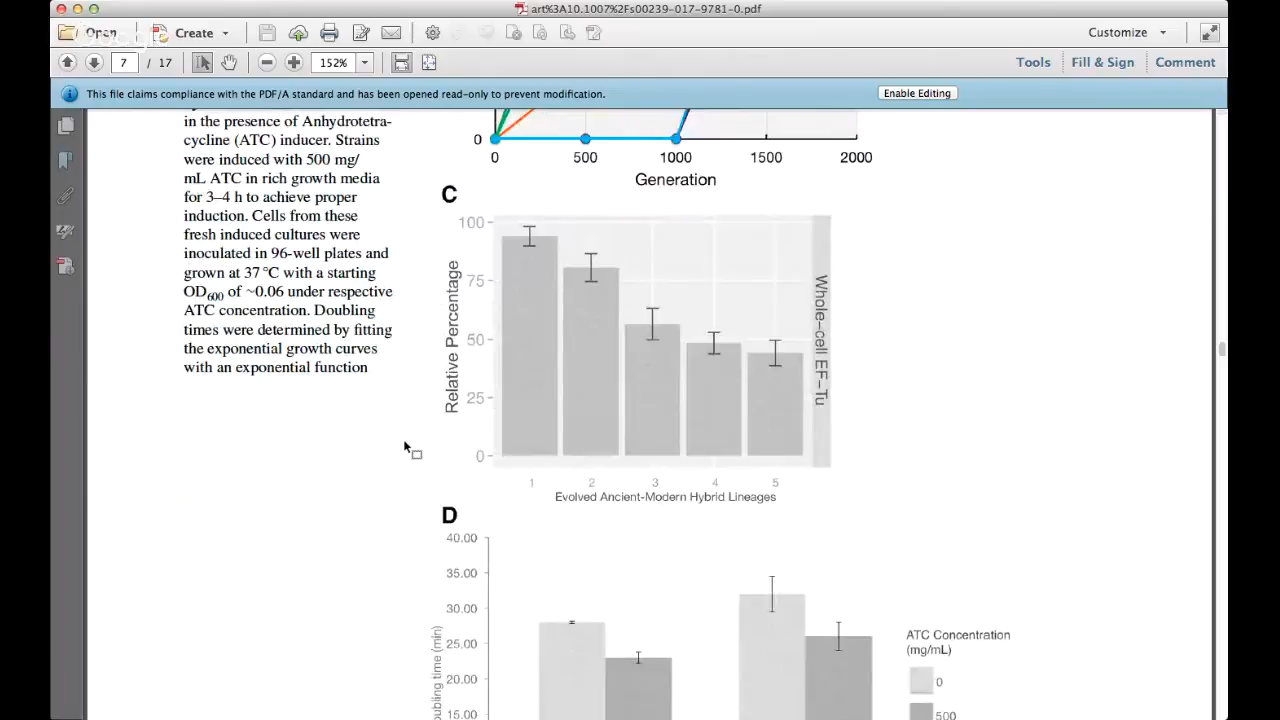 art%3A10.1007%2Fs00239-017-9781-0.pdf
Open
Create
Customize
7 / 17
152%
Tools
Fill & Sign
Comment
This file claims compliance with the PDF/A standard and has been opened read-only to prevent modification.
Enable Editing
in the presence of Anhydrotetra-
cycline (ATC) inducer. Strains
were induced with 500 mg/
mL ATC in rich growth media
for 3–4 h to achieve proper
induction. Cells from these
fresh induced cultures were
inoculated in 96-well plates and
grown at 37 °C with a starting
OD600 of ~0.06 under respective
ATC concentration. Doubling
times were determined by fitting
the exponential growth curves
with an exponential function
0
0 500 1000 1500 2000
Generation
C
100
75
50
25
0
Relative Percentage
Whole-cell EF-Tu
1 2 3 4 5
Evolved Ancient-Modern Hybrid Lineages
D
40.00
35.00
30.00
25.00
20.00
15.00
time (min)
ATC Concentration
(mg/mL)
0
500